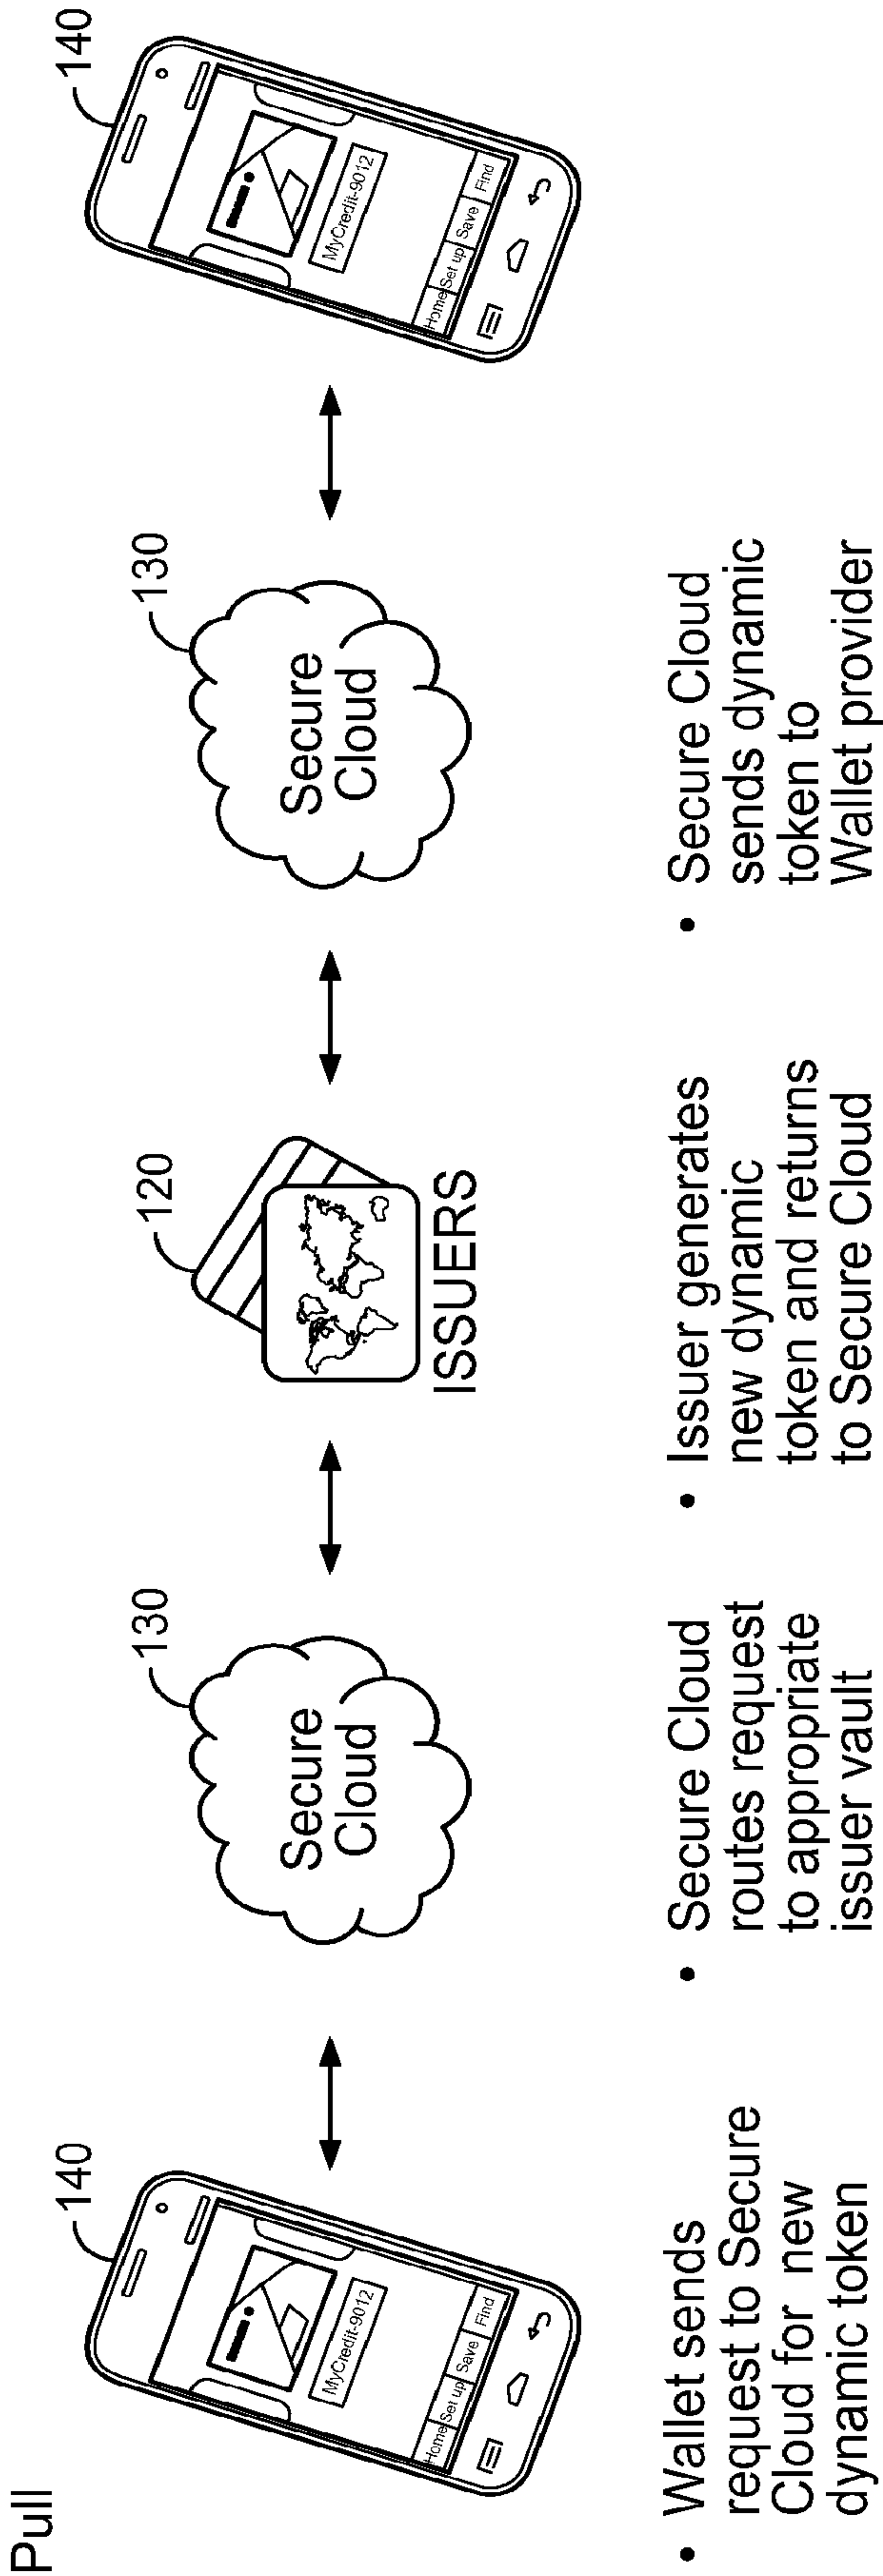 Pull
140
MyCredit-9012
Home Set up Save Find
130
Secure
Cloud
120
ISSUERS
130
Secure
Cloud
140
MyCredit-9012
Home Set up Save Find
• Wallet sends
request to Secure
Cloud for new
dynamic token
• Secure Cloud
routes request
to appropriate
issuer vault
• Issuer generates
new dynamic
token and returns
to Secure Cloud
• Secure Cloud
sends dynamic
token to
Wallet provider